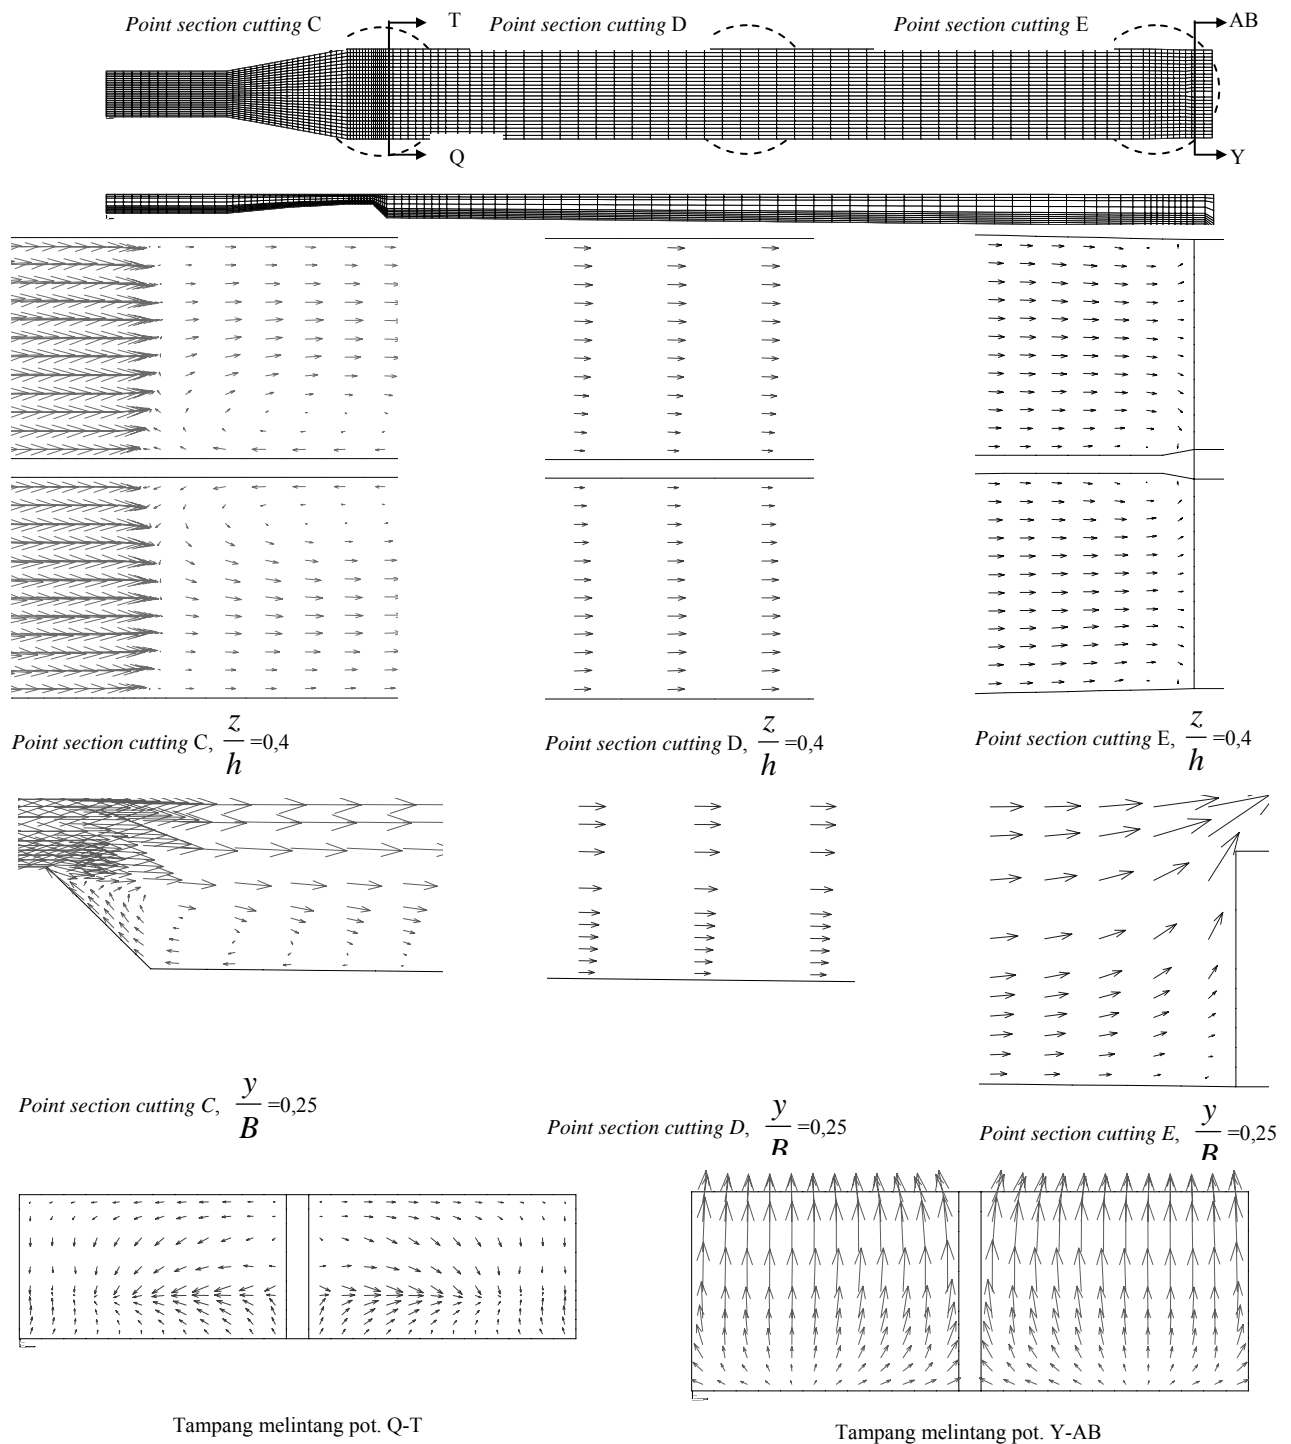 Point section cutting C
T
Point section cutting D
Point section cutting E
AB
Q
Y
Point section cutting C, z/h =0,4
Point section cutting D, z/h =0,4
Point section cutting E, z/h =0,4
Point section cutting C, y/B =0,25
Point section cutting D, y/B =0,25
Point section cutting E, y/B =0,25
Tampang melintang pot. Q-T
Tampang melintang pot. Y-AB